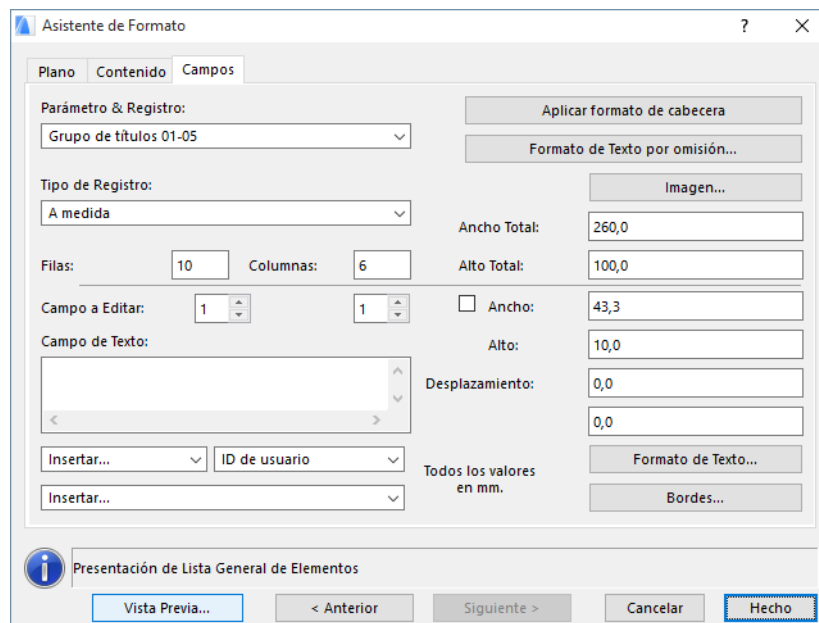 Asistente de Formato
?
Plano Contenido Campos
Parámetro & Registro:
Grupo de títulos 01-05
Aplicar formato de cabecera
Formato de Texto por omisión...
Tipo de Registro:
Imagen...
A medida
Ancho Total: 260,0
Filas: 10 Columnas: 6 Alto Total: 100,0
Campo a Editar: 1 1 Ancho: 43,3
Campo de Texto: Alto: 10,0
Desplazamiento: 0,0
0,0
Insertar... ID de usuario
Todos los valores
en mm.
Formato de Texto...
Insertar...
Bordes...
Presentación de Lista General de Elementos
Vista Previa... < Anterior Siguiente > Cancelar Hecho